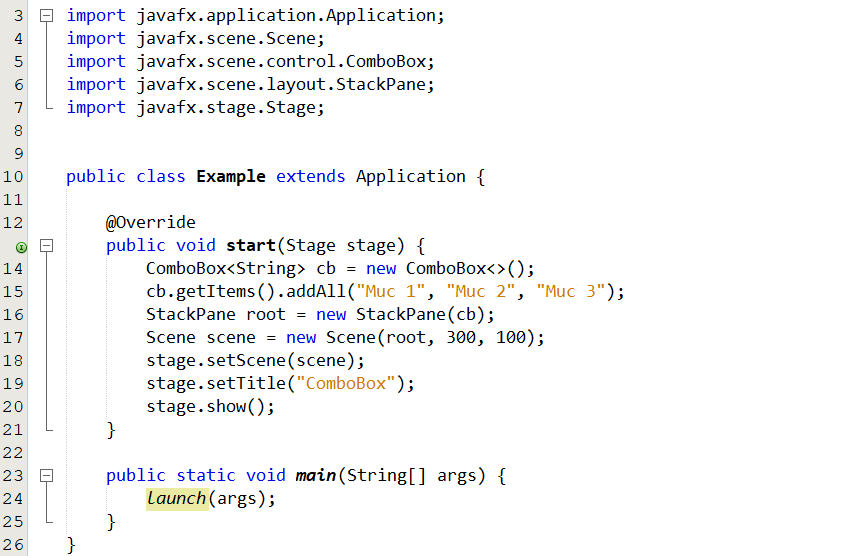 3 import javafx.application.Application;
4 import javafx.scene.Scene;
5 import javafx.scene.control.ComboBox;
6 import javafx.scene.layout.StackPane;
7 import javafx.stage.Stage;
8
9
10 public class Example extends Application {
11
12 @Override
public void start(Stage stage) {
14 ComboBox<String> cb = new ComboBox<>();
15 cb.getItems().addAll("Muc 1", "Muc 2", "Muc 3");
16 StackPane root = new StackPane(cb);
17 Scene scene = new Scene(root, 300, 100);
18 stage.setScene(scene);
19 stage.setTitle("ComboBox");
20 stage.show();
21 }
22
23 public static void main(String[] args) {
24 launch(args);
25 }
26 }